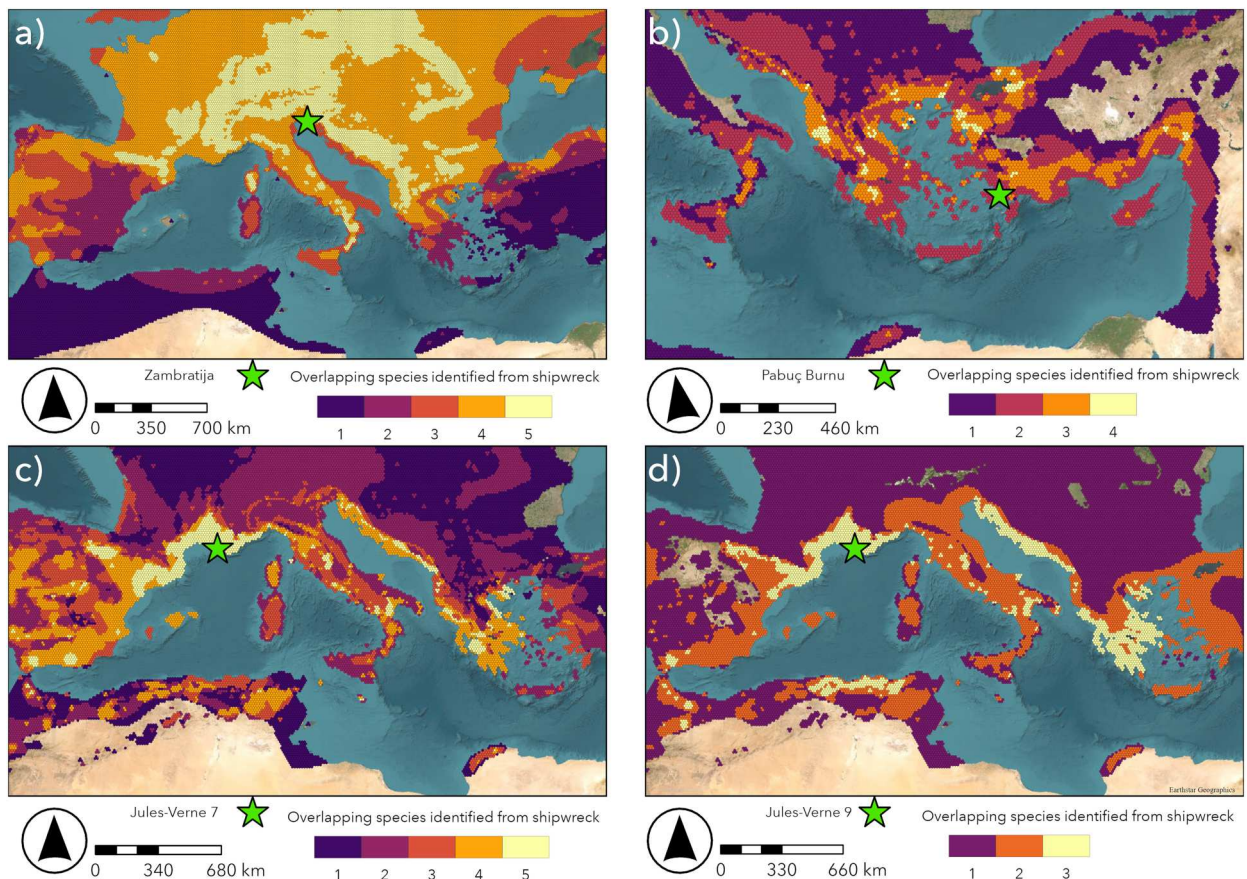 a)
Zambratija
Overlapping species identified from shipwreck
0 350 700 km
1 2 3 4 5
b)
Pabuç Burnu
Overlapping species identified from shipwreck
0 230 460 km
1 2 3 4
c)
Jules-Verne 7
Overlapping species identified from shipwreck
0 340 680 km
1 2 3 4 5
d)
Earthstar Geographics
Jules-Verne 9
Overlapping species identified from shipwreck
0 330 660 km
1 2 3